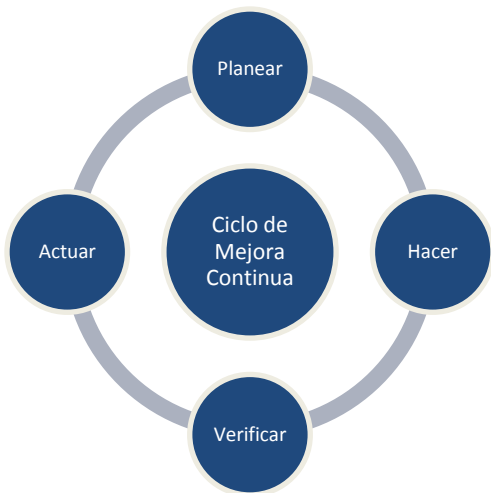 Planear
Ciclo de
Mejora
Continua
Actuar
Hacer
Verificar